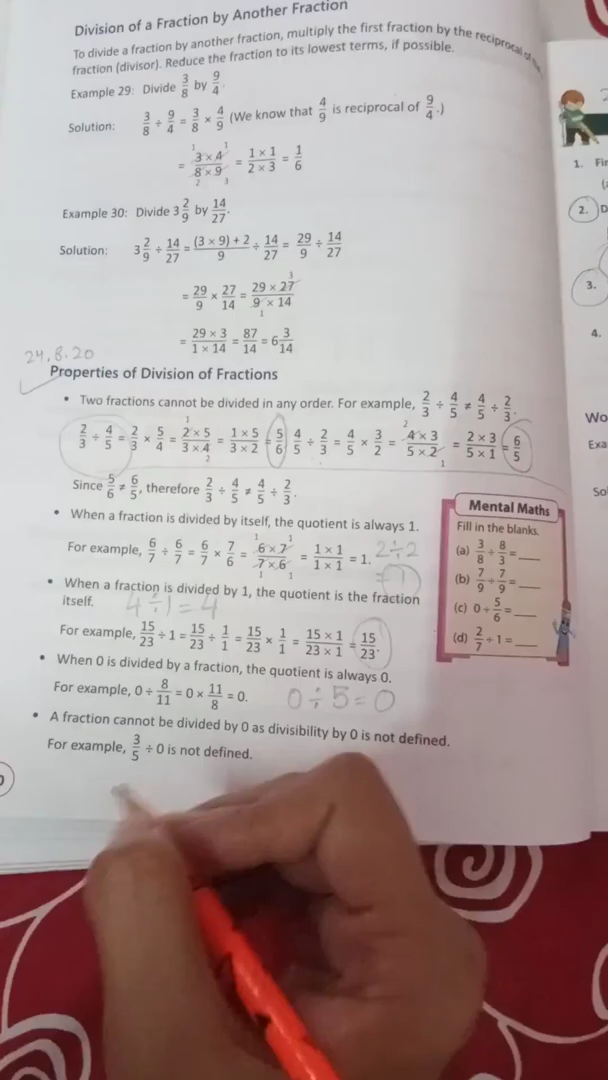 Division of a Fraction by Another Fraction
To divide a fraction by another fraction, multiply the first fraction by the reciprocal of
fraction (divisor). Reduce the fraction to its lowest terms, if possible.
Example 29: Divide 3/8 by 9/4.
Solution: 3/8 ÷ 9/4 = 3/8 × 4/9 (We know that 4/9 is reciprocal of 9/4.)
= (3 × 4)/(8 × 9) = (1 × 1)/(2 × 3) = 1/6
Example 30: Divide 3 2/9 by 14/27.
Solution: 3 2/9 ÷ 14/27 = ((3 × 9) + 2)/9 ÷ 14/27 = 29/9 ÷ 14/27
= 29/9 × 27/14 = (29 × 27)/(9 × 14)
= (29 × 3)/(1 × 14) = 87/14 = 6 3/14
24.8.20
Properties of Division of Fractions
• Two fractions cannot be divided in any order. For example, 2/3 ÷ 4/5 ≠ 4/5 ÷ 2/3.
2/3 ÷ 4/5 = 2/3 × 5/4 = (2 × 5)/(3 × 4) = (1 × 5)/(3 × 2) = 5/6 4/5 ÷ 2/3 = 4/5 × 3/2 = (4 × 3)/(5 × 2) = (2 × 3)/(5 × 1) = 6/5
Since 5/6 ≠ 6/5, therefore 2/3 ÷ 4/5 ≠ 4/5 ÷ 2/3.
• When a fraction is divided by itself, the quotient is always 1.
For example, 6/7 ÷ 6/7 = 6/7 × 7/6 = (6 × 7)/(7 × 6) = (1 × 1)/(1 × 1) = 1. 2÷2
=1
• When a fraction is divided by 1, the quotient is the fraction
itself. 4÷1=4
For example, 15/23 ÷ 1 = 15/23 ÷ 1/1 = 15/23 × 1/1 = (15 × 1)/(23 × 1) = 15/23.
• When 0 is divided by a fraction, the quotient is always 0.
For example, 0 ÷ 8/11 = 0 × 11/8 = 0. 0÷5=0
• A fraction cannot be divided by 0 as divisibility by 0 is not defined.
For example, 3/5 ÷ 0 is not defined.
Mental Maths
Fill in the blanks.
(a) 3/8 ÷ 8/3 = ___
(b) 7/9 ÷ 7/9 = ___
(c) 0 ÷ 5/6 = ___
(d) 2/7 ÷ 1 = ___
1.
2.
3.
4.